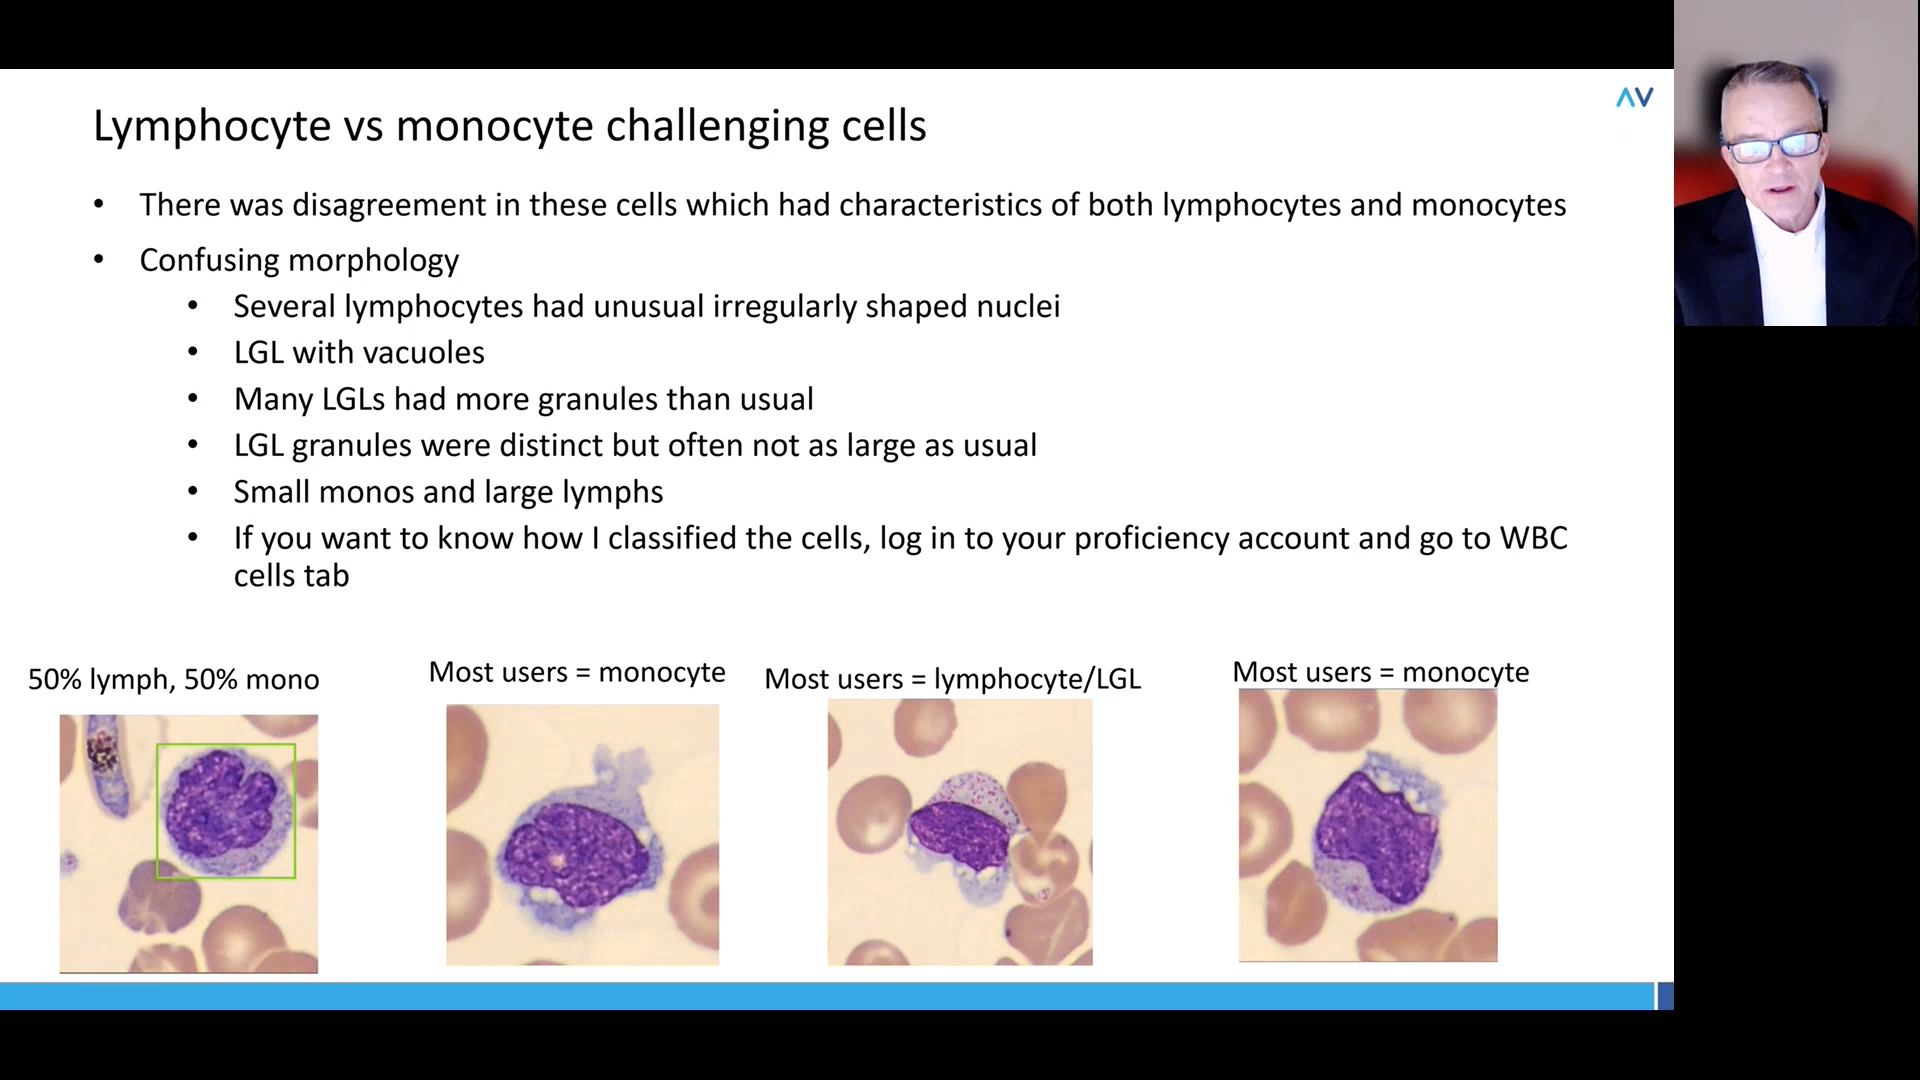 Lymphocyte vs monocyte challenging cells
• There was disagreement in these cells which had characteristics of both lymphocytes and monocytes
• Confusing morphology
• Several lymphocytes had unusual irregularly shaped nuclei
• LGL with vacuoles
• Many LGLs had more granules than usual
• LGL granules were distinct but often not as large as usual
• Small monos and large lymphs
• If you want to know how I classified the cells, log in to your proficiency account and go to WBC
cells tab
50% lymph, 50% mono
Most users = monocyte
Most users = lymphocyte/LGL
Most users = monocyte